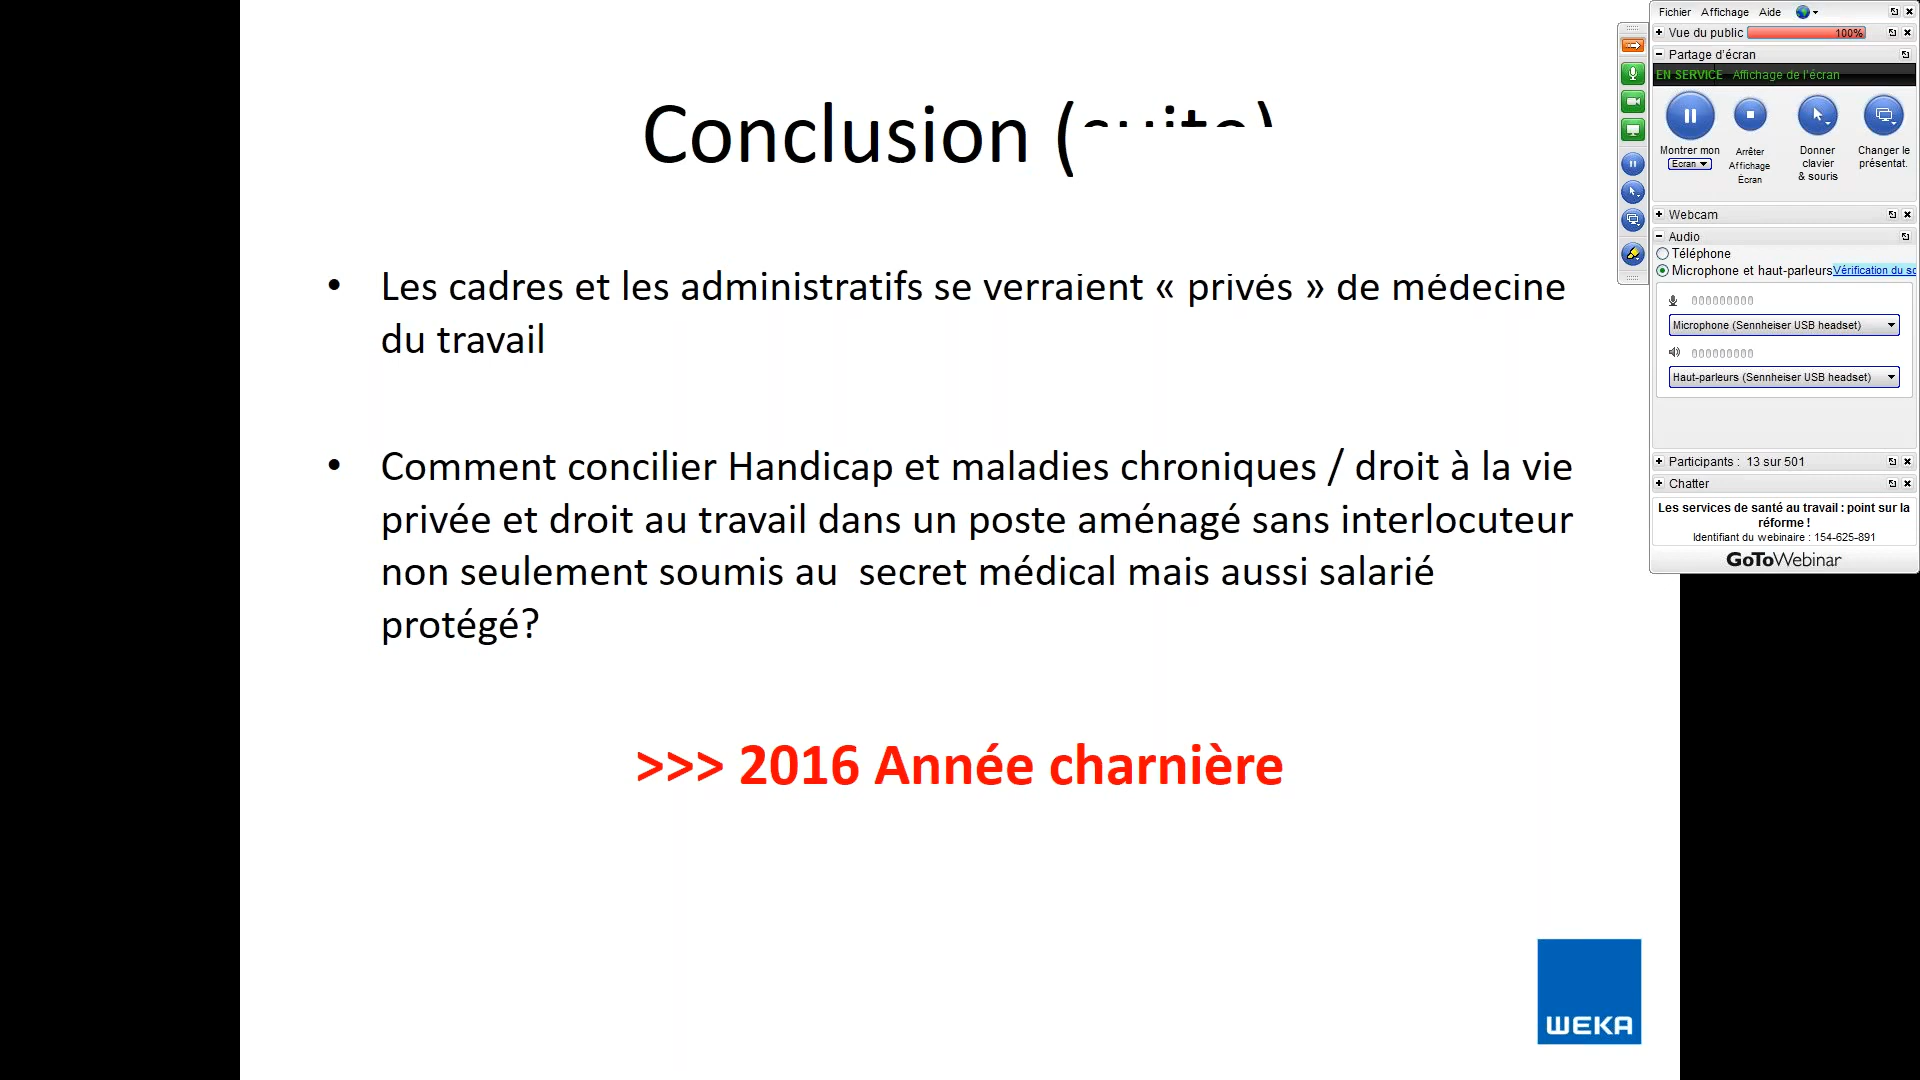 Conclusion (suite)
• Les cadres et les administratifs se verraient « privés » de médecine
du travail
• Comment concilier Handicap et maladies chroniques / droit à la vie
privée et droit au travail dans un poste aménagé sans interlocuteur
non seulement soumis au  secret médical mais aussi salarié
protégé?
>>> 2016 Année charnière
WEKA
Fichier Affichage Aide
Vue du public 100%
Partage d'écran
EN SERVICE Affichage de l'écran
Montrer mon
Écran
Arrêter
Affichage
Écran
Donner
clavier
& souris
Changer le
présentat.
Webcam
Audio
Téléphone
Microphone et haut-parleurs Vérification du sc
Microphone (Sennheiser USB headset)
Haut-parleurs (Sennheiser USB headset)
Participants : 13 sur 501
Chatter
Les services de santé au travail : point sur la
réforme !
Identifiant du webinaire : 154-625-891
GoToWebinar